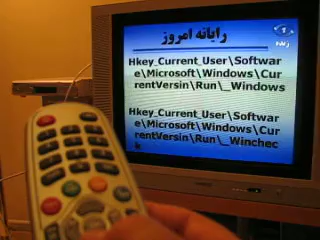 رایانه امروز
Hkey_Current_User\Softwar
e\Microsoft\Windows\Cur
rentVersin\Run\_Windows
Hkey_Current_User\Softwar
e\Microsoft\Windows\Cur
rentVersin\Run\_Winchec
k